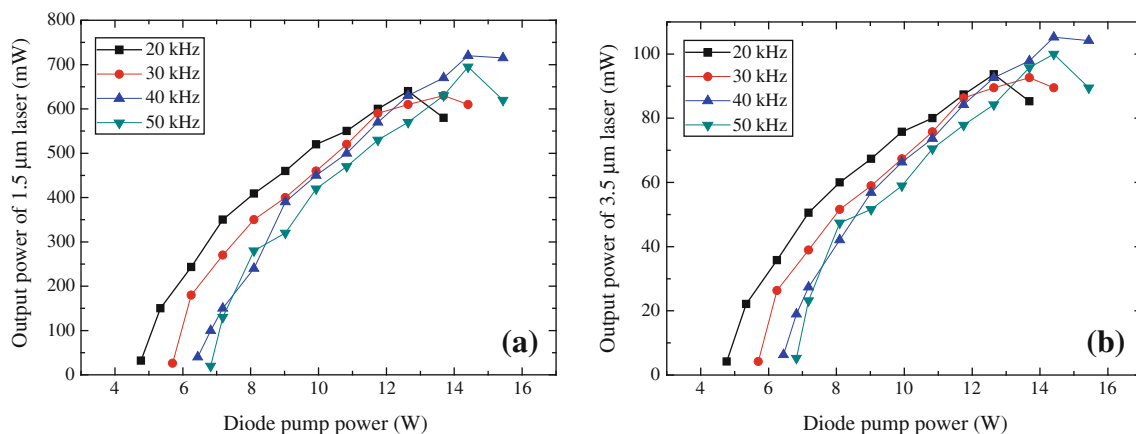 800
700
600
500
400
300
200
100
0
Output power of 1.5 μm laser (mW)
20 kHz
30 kHz
40 kHz
50 kHz
(a)
4 6 8 10 12 14 16
Diode pump power (W)
100
80
60
40
20
0
Output power of 3.5 μm laser (mW)
20 kHz
30 kHz
40 kHz
50 kHz
(b)
4 6 8 10 12 14 16
Diode pump power (W)